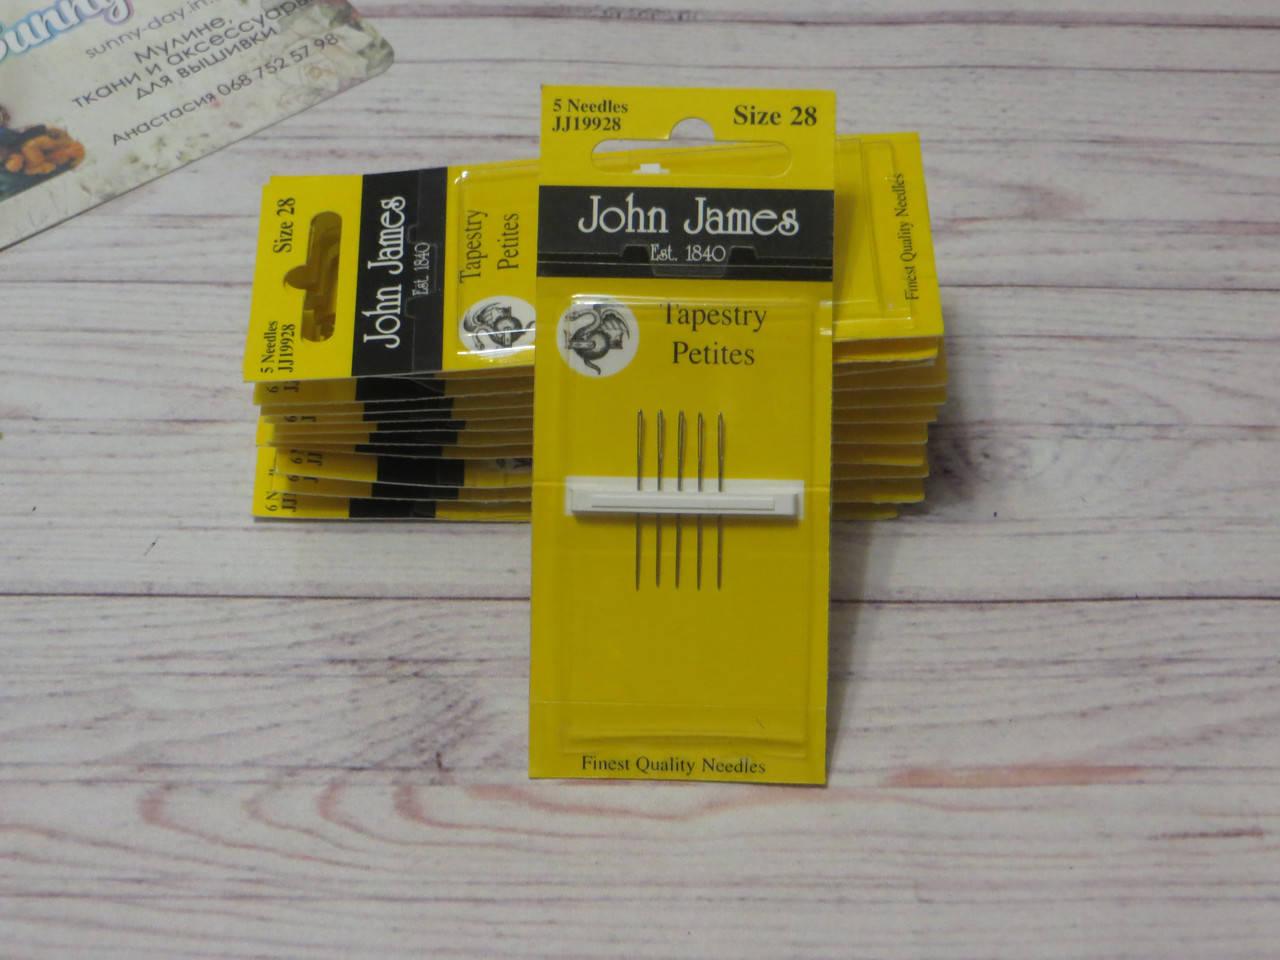 Sunny
sunny-day.in.
Мулине,
ткани и аксессуары
для вышивки
Анастасия 068 752 57 98
5 Needles
JJ19928
Size 28
John James
Est. 1840
Tapestry
Petites
Finest Quality Needles
5 Needles
JJ19928
Size 28
John James
Est. 1840
Tapestry
Petites
Finest Quality Needles
6 N